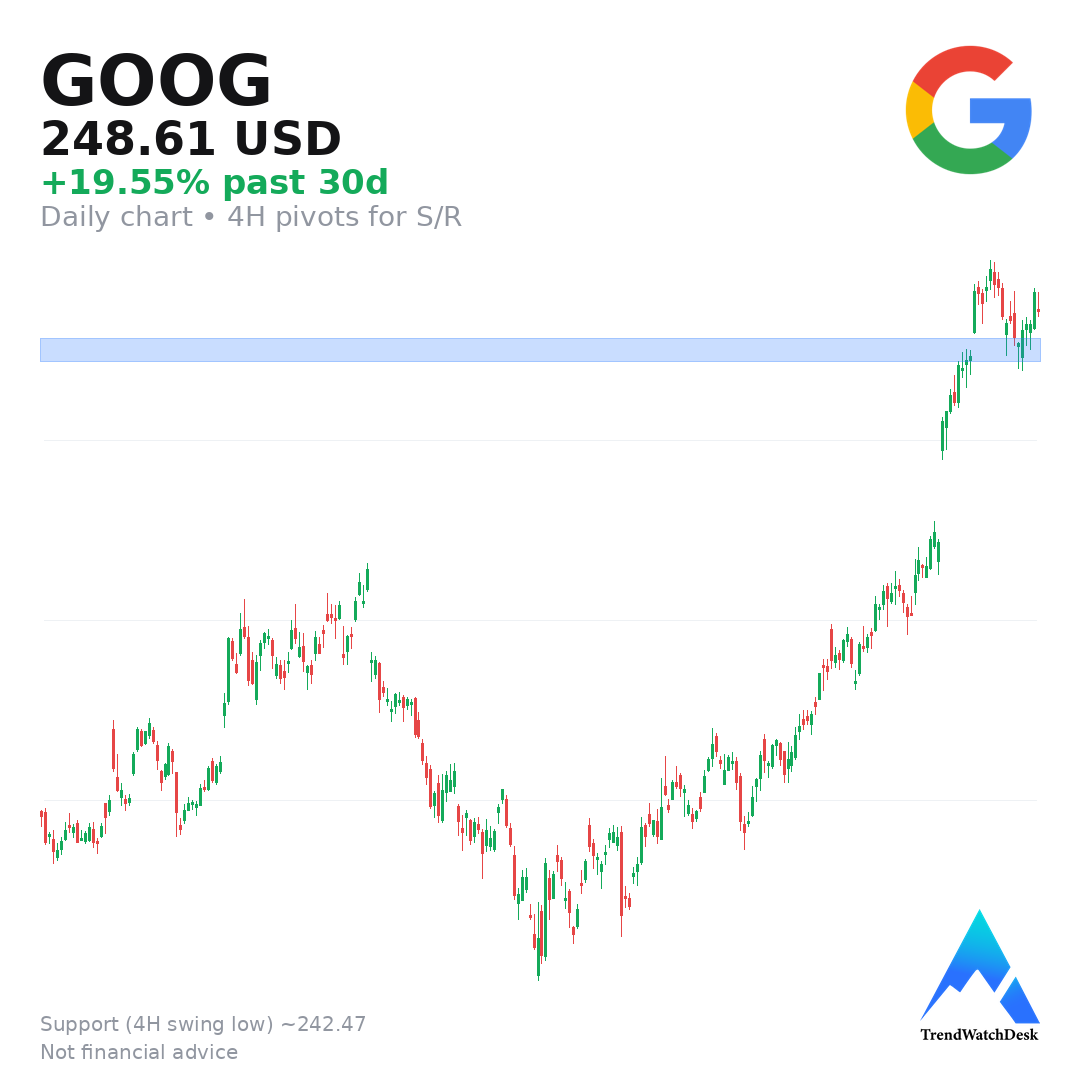 GOOG
248.61 USD
+19.55% past 30d
Daily chart • 4H pivots for S/R
Support (4H swing low) ~242.47
Not financial advice
TrendWatchDesk